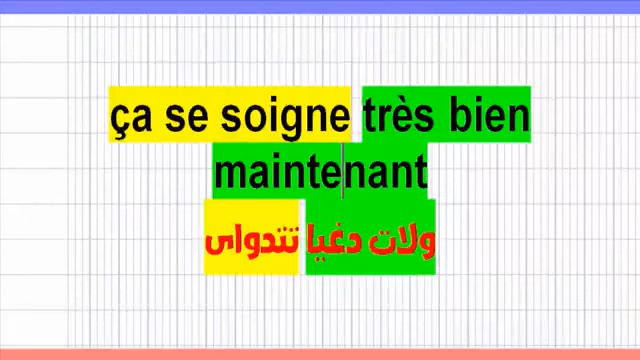 ça se soigne très bien
maintenant
ولات دغيا تتدواى